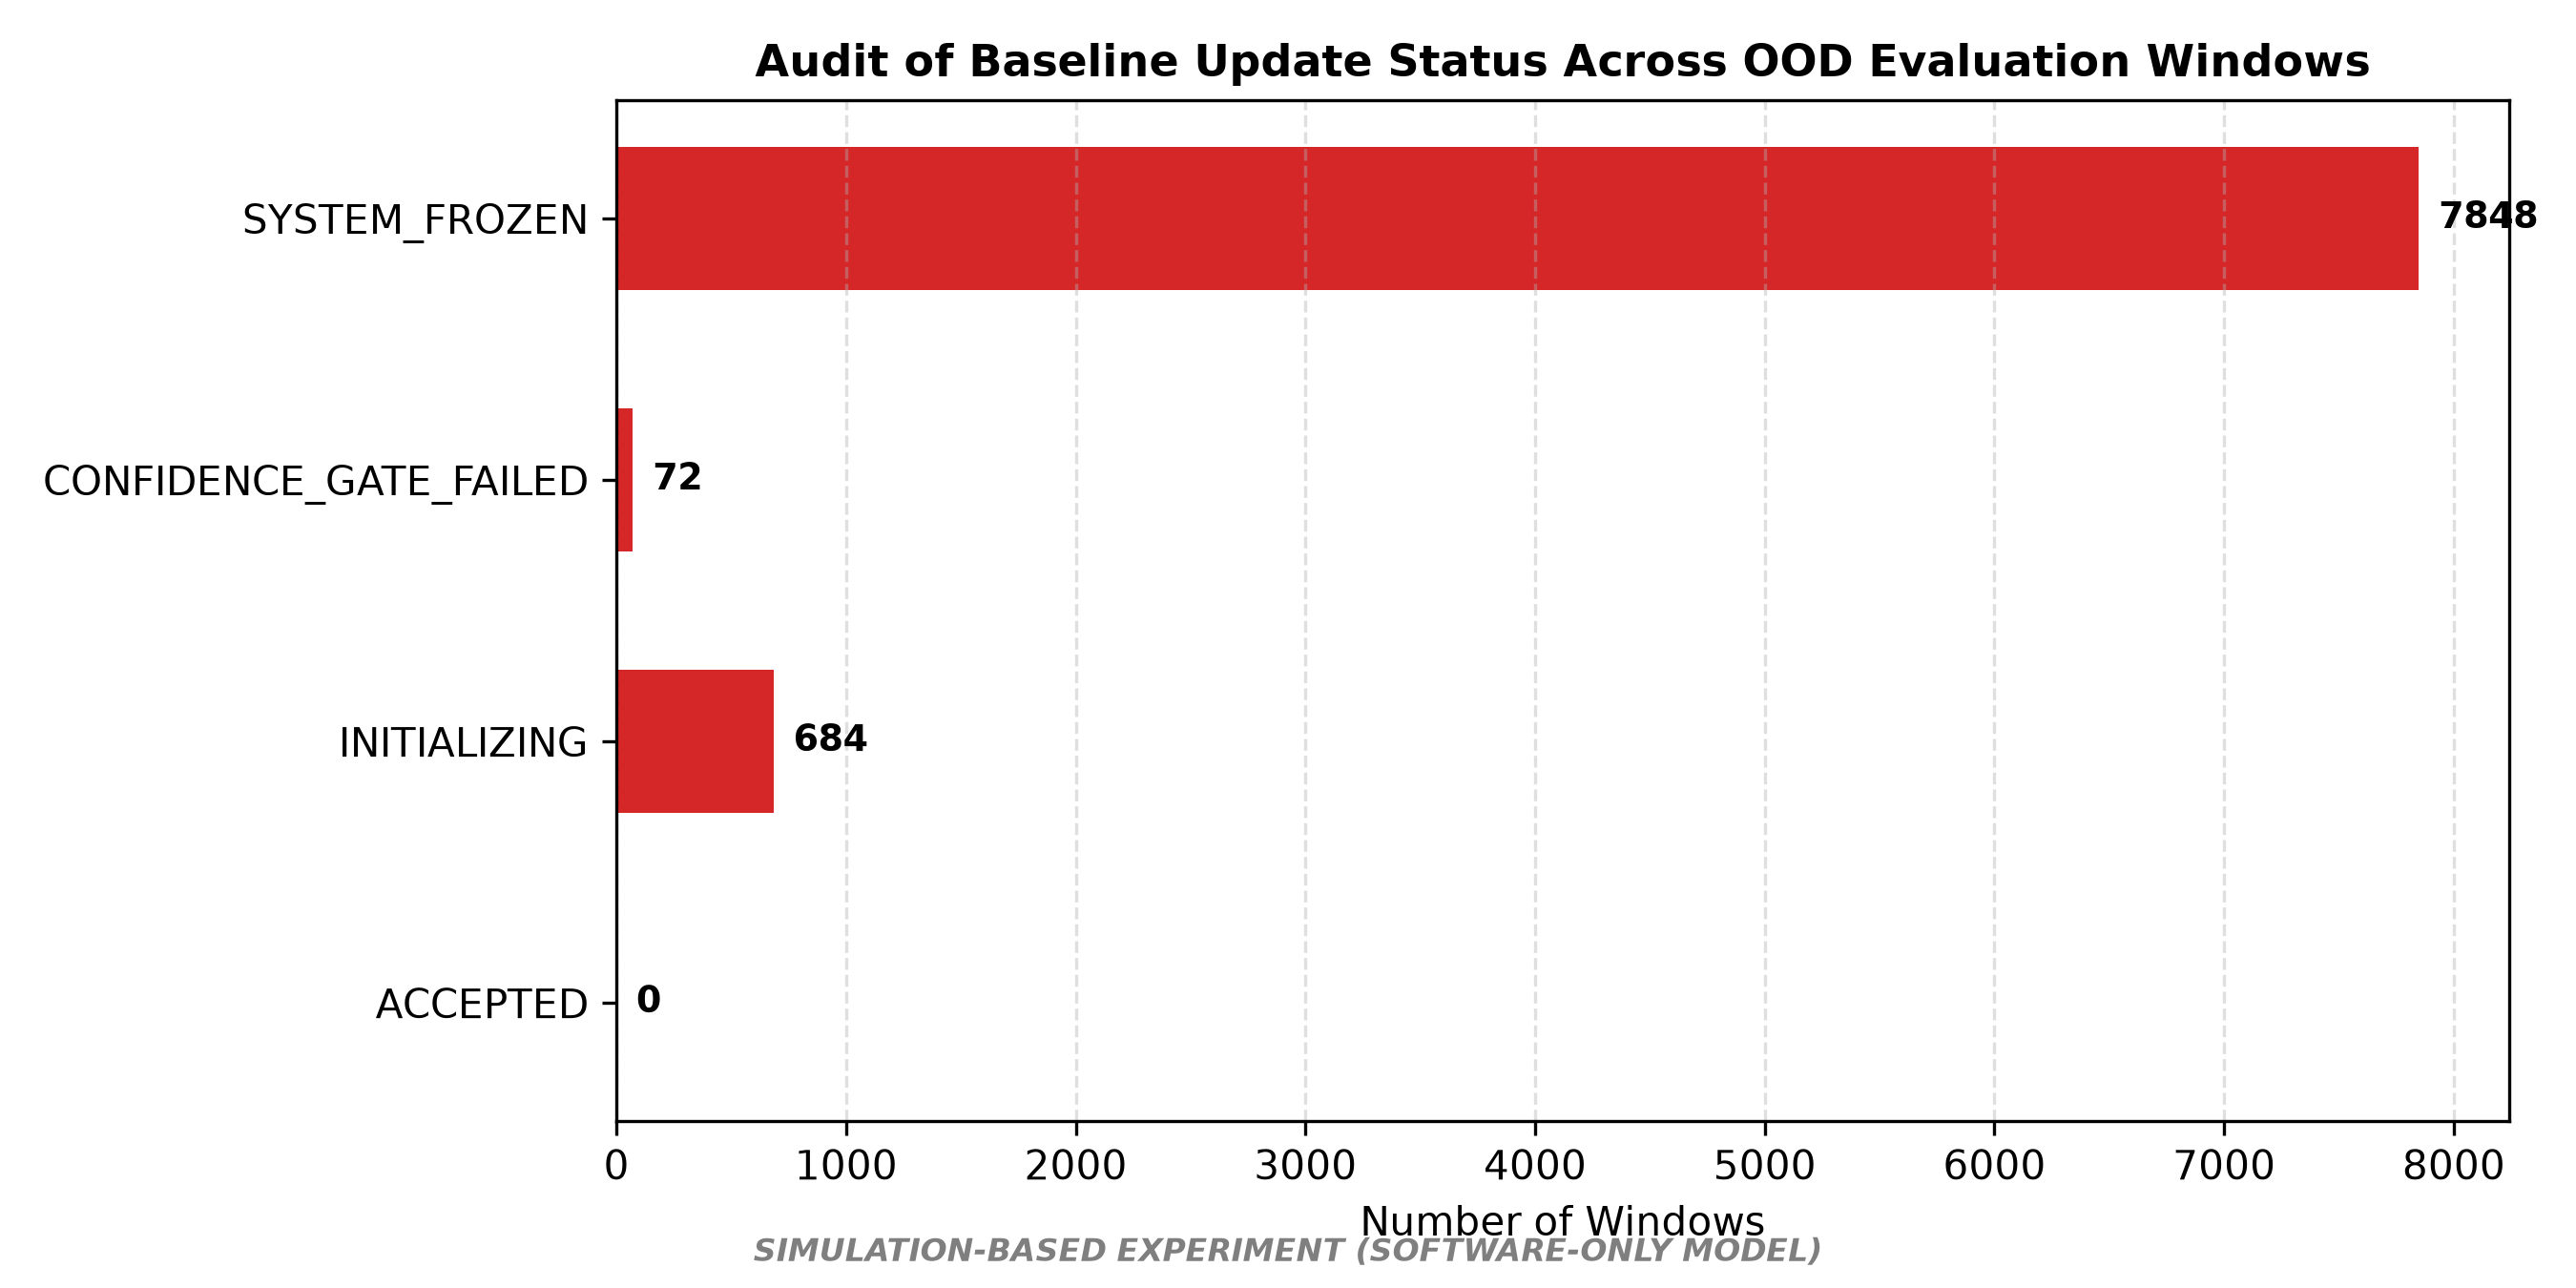 Audit of Baseline Update Status Across OOD Evaluation Windows
SYSTEM_FROZEN
7848
CONFIDENCE_GATE_FAILED
72
INITIALIZING
684
ACCEPTED
0
0 1000 2000 3000 4000 5000 6000 7000 8000
Number of Windows
SIMULATION-BASED EXPERIMENT (SOFTWARE-ONLY MODEL)